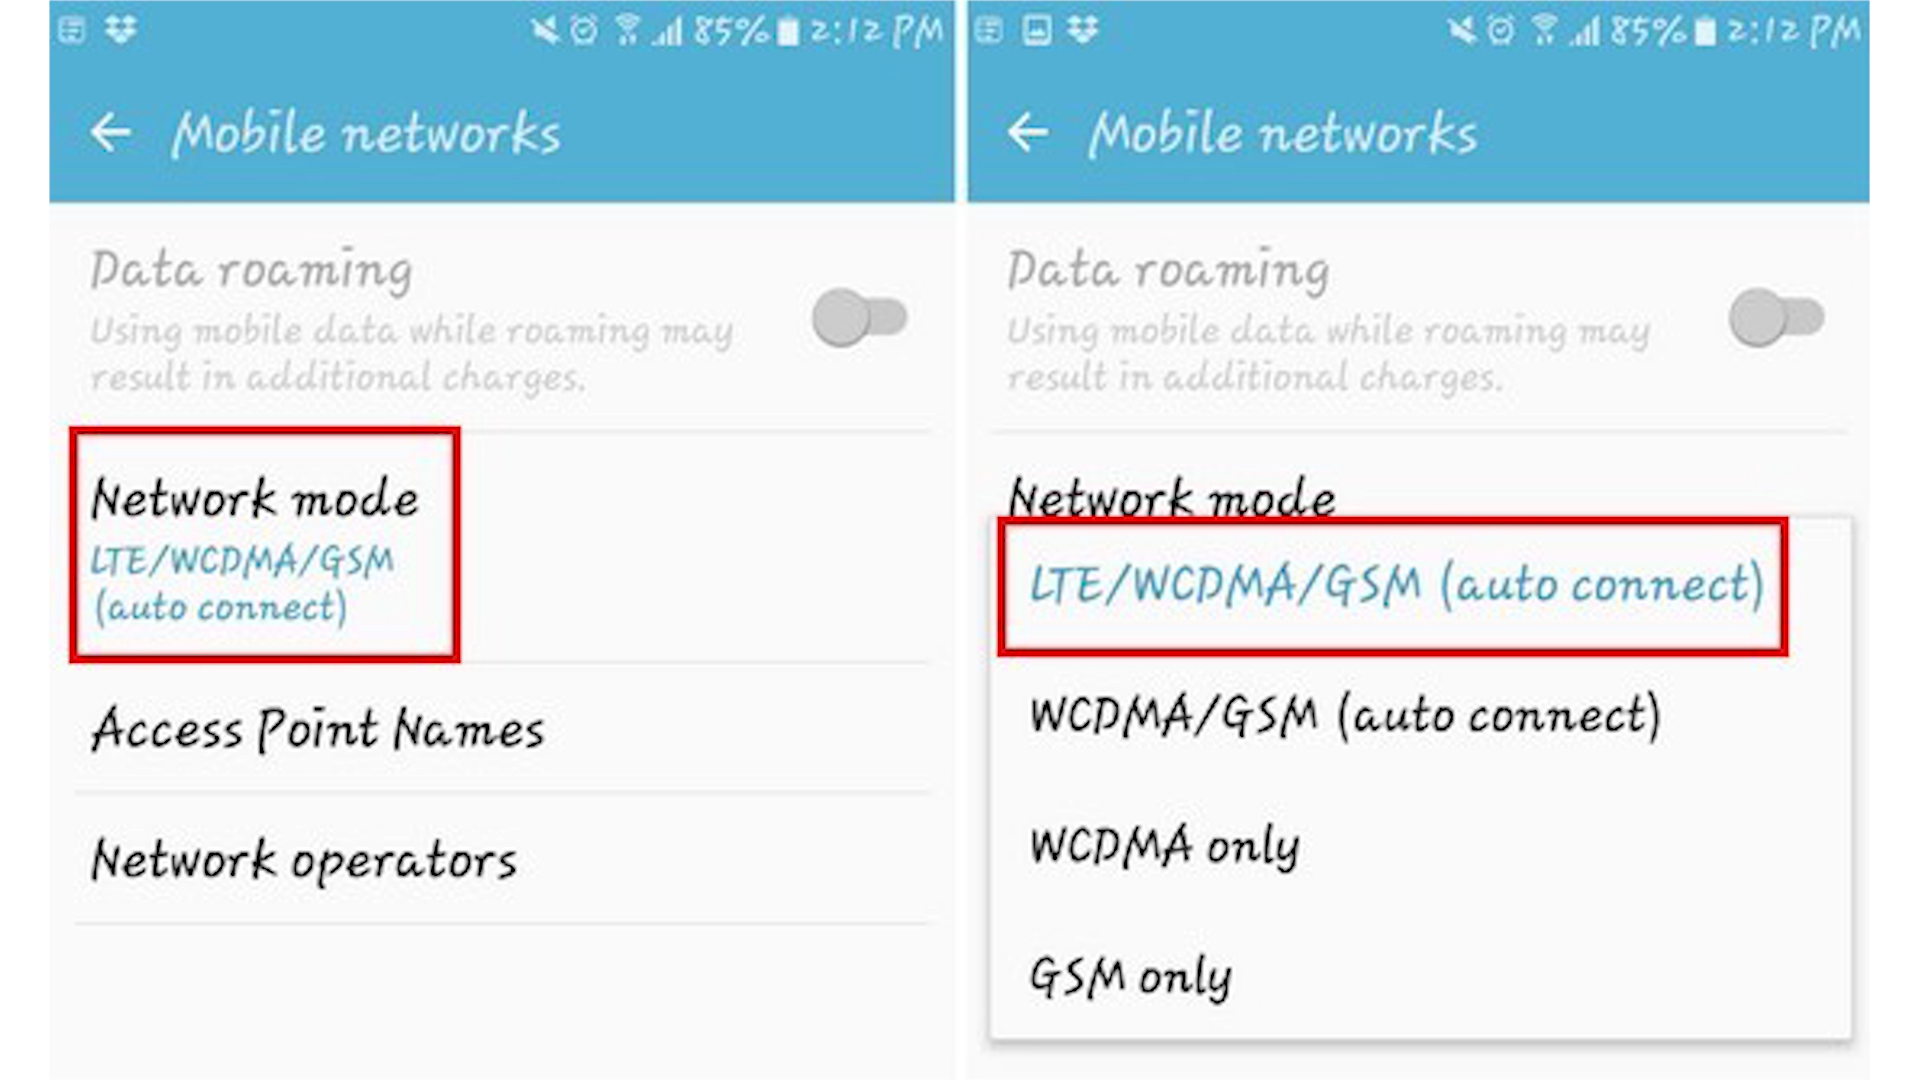 85% 2:12 PM
Mobile networks
Data roaming
Using mobile data while roaming may
result in additional charges.
Network mode
LTE/WCDMA/GSM
(auto connect)
Access Point Names
Network operators
85% 2:12 PM
Mobile networks
Data roaming
Using mobile data while roaming may
result in additional charges.
Network mode
LTE/WCDMA/GSM (auto connect)
WCDMA/GSM (auto connect)
WCDMA only
GSM only